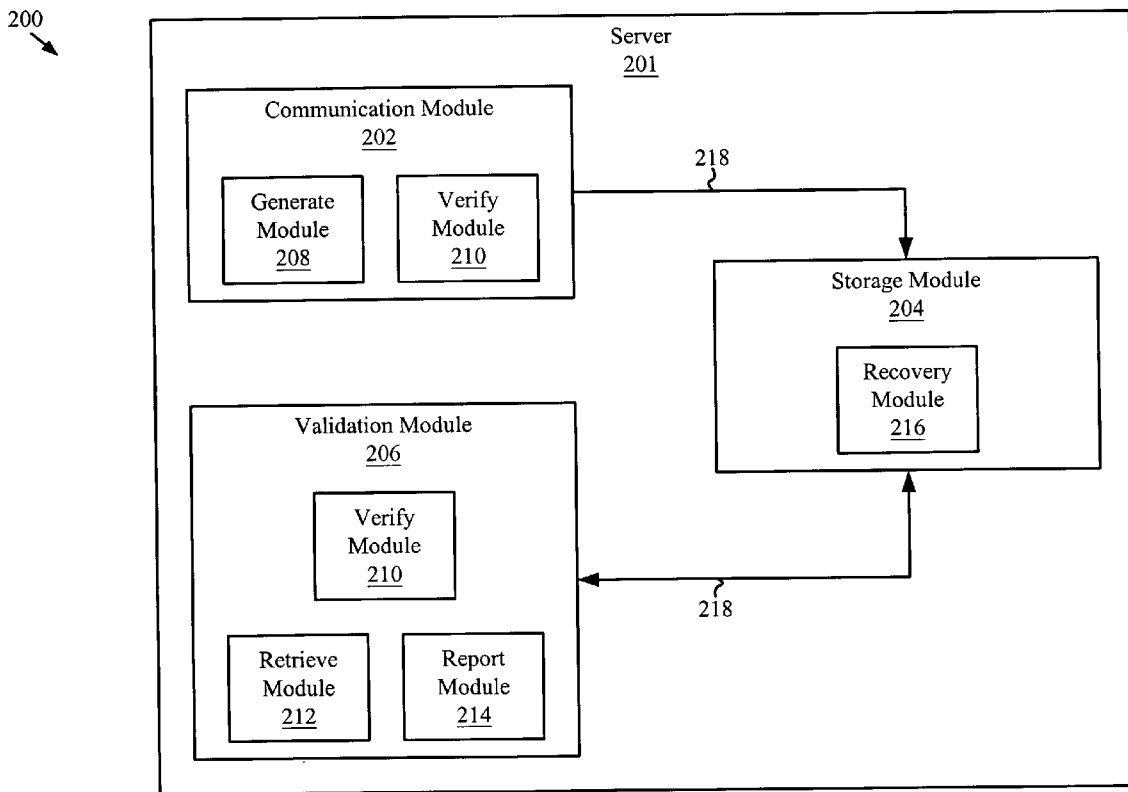 200
Server
201
Communication Module
202
Generate
Module
208
Verify
Module
210
218
Storage Module
204
Recovery
Module
216
Validation Module
206
Verify
Module
210
218
Retrieve
Module
212
Report
Module
214